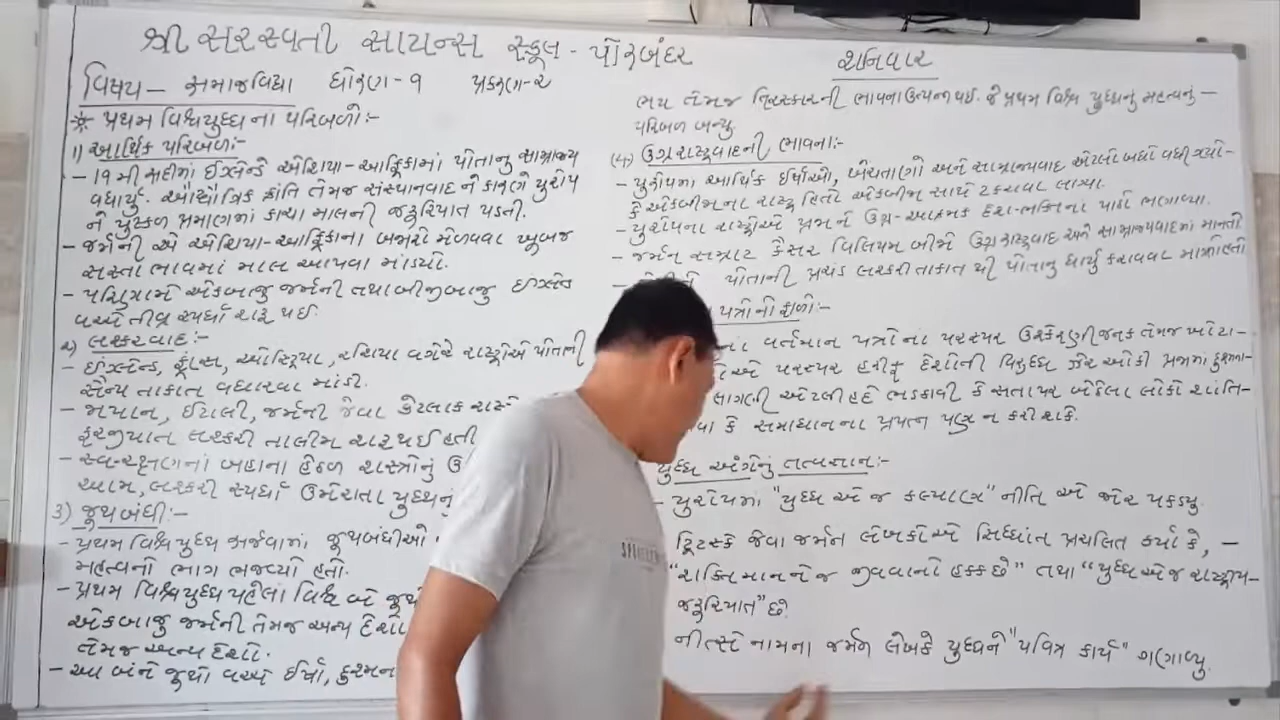 શ્રી સરસ્વતી સાયન્સ સ્કૂલ - પોરબંદર
શનિવાર
વિષય – સમાજવિદ્યા ધોરણ-૧ પ્રકરણ-૨
* પ્રથમ વિશ્વયુદ્ધનાં પરિબળો:-
૧) આર્થિક પરિબળ:-
- ૧૧ મી સદીમાં ઈંગ્લેન્ડે એશિયા-આફ્રિકામાં પોતાનુ સામ્રાજ્ય
વધાર્યુ. ઔદ્યોગિક ક્રાંતિ તેમજ સંસ્થાનવાદ ને કારણે યુરોપ
ને પુષ્કળ પ્રમાણમાં કાચા માલની જરૂરિયાત પડતી.
- જર્મની એ એશિયા-આફ્રિકાના બજારો મેળવવા ખુબજ
સસ્તા ભાવમાં માલ આપવા માંડયો.
- પરિણામે એકબાજુ જર્મની તથા બીજીબાજુ ઈંગ્લેન્ડ
વચ્ચે તીવ્ર સ્પર્ધા શરૂ થઈ.
૨) લશ્કરવાદ:-
- ઇંગ્લેન્ડ, ફ્રાંસ, ઓસ્ટ્રિયા, રશિયા વગેરે રાષ્ટ્રોએ પોતાની
સૈન્ય તાકાત વધારવા માંડી.
- જાપાન, ઈટાલી, જર્મની જેવા કેટલાક
ફરજીયાત લશ્કરી તાલીમ શરૂ થઈ હતી
- સ્વ-રક્ષણનાં બહાના હેઠળ શસ્ત્રોનું
આમ, લશ્કરી સ્પર્ધા ઉમેરાતા યુદ્ધનું
૩) જુથબંધી:-
- પ્રથમ વિશ્વયુદ્ધ સર્જવામાં જુથબંધીઓ
મહત્વનો ભાગ ભજવ્યો હતો.
- પ્રથમ વિશ્વયુદ્ધ પહેલા વિશ્વ બે
એકબાજુ જર્મની તેમજ અન્ય દેશો
તેમજ અન્ય દેશો.
- આ બંને જુથો વચ્ચે ઈર્ષા,
ભય તેમજ તિરસ્કારની ભાવના ઉત્પન્ન થઈ. જે પ્રથમ વિશ્વ યુદ્ધનું મહત્વનું –
પરિબળ બન્યુ.
(૪) ઉગ્રરાષ્ટ્રવાદની ભાવના:-
- યુરોપમાં આર્થિક ઈર્ષાઓ, ખેંચતાણો અને સામ્રાજ્યવાદ એટલો બધો વધી ગયો-
કે એકબીજાના રાષ્ટ્ર હિતો એકબીજા સાથે ટકરાવા લાગ્યા.
- યુરોપના રાષ્ટ્રોએ પ્રજાને ઉગ્ર-આક્રમક દેશ-ભક્તિના પાઠો ભણાવ્યા.
- જર્મન સમ્રાટ કૈસર વિલિયમ બીજો ઉગ્રરાષ્ટ્રવાદ અને સામ્રાજ્યવાદમાં માનતો
પોતાની પ્રચંડ લશ્કરી તાકાત થી પોતાનુ ધાર્યુ કરાવવા માંગતો
પત્રોનો ફાળો:-
વર્તમાન પત્રોના પરસ્પર ઉશ્કેરણીજનક તેમજ ખોટા-
પરસ્પર હરીફ દેશોની વિરુદ્ધ ઝેર ઓકી પ્રજામાં
લાગણી એટલી હદે ભડકાવી કે સતા પર બેઠેલા લોકો શાંતિ-
કે સમાધાનના પ્રયત્ન પણ ન કરી શકે.
યુદ્ધ અંગેનું તત્વજ્ઞાન:-
- યુરોપમાં "યુદ્ધ એ જ કલ્યાણ" નીતિ એ જોર પકડયુ.
ટ્રિટસ્કે જેવા જર્મન લેખકોએ સિદ્ધાંત પ્રચલિત કર્યા કે, –
"શક્તિમાનને જ જીવવાનો હક્ક છે" તથા "યુદ્ધ એ જ રાષ્ટ્રીય-
જરૂરિયાત" છે.
નીત્સે નામના જર્મન લેખકે યુદ્ધને "પવિત્ર કાર્ય" ગણાવ્યુ.